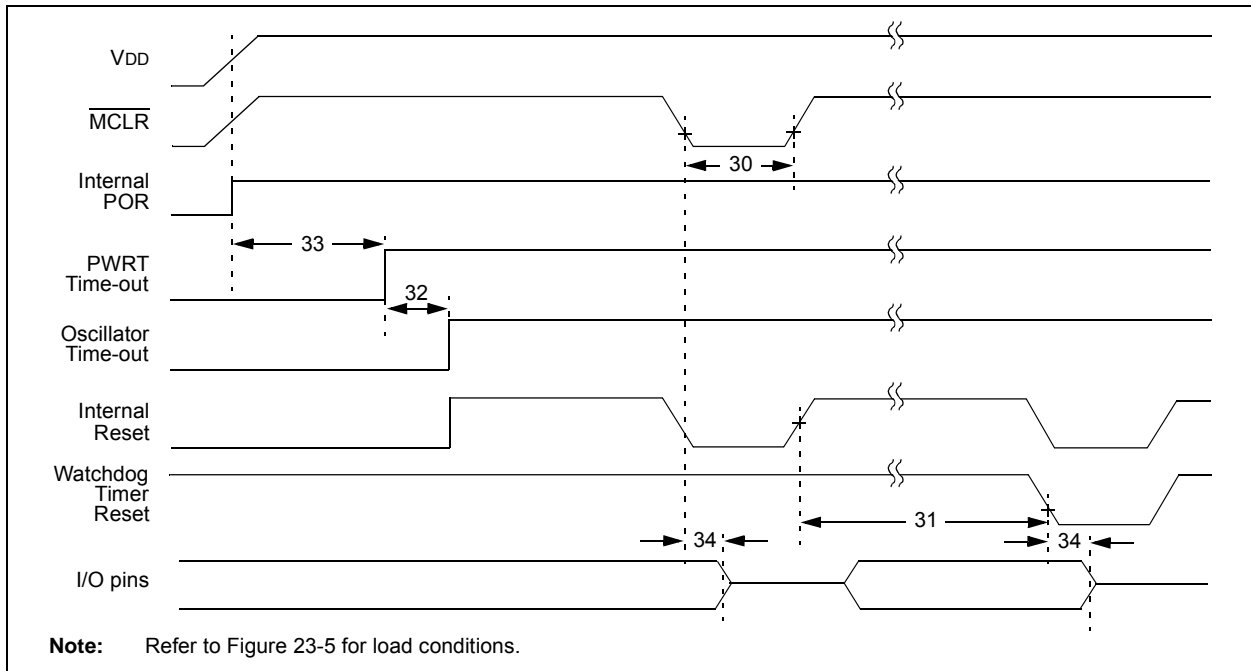 VDD
MCLR
30
Internal
POR
33
PWRT
Time-out
32
Oscillator
Time-out
Internal
Reset
Watchdog
Timer
Reset
31
34
34
I/O pins
Note: Refer to Figure 23-5 for load conditions.